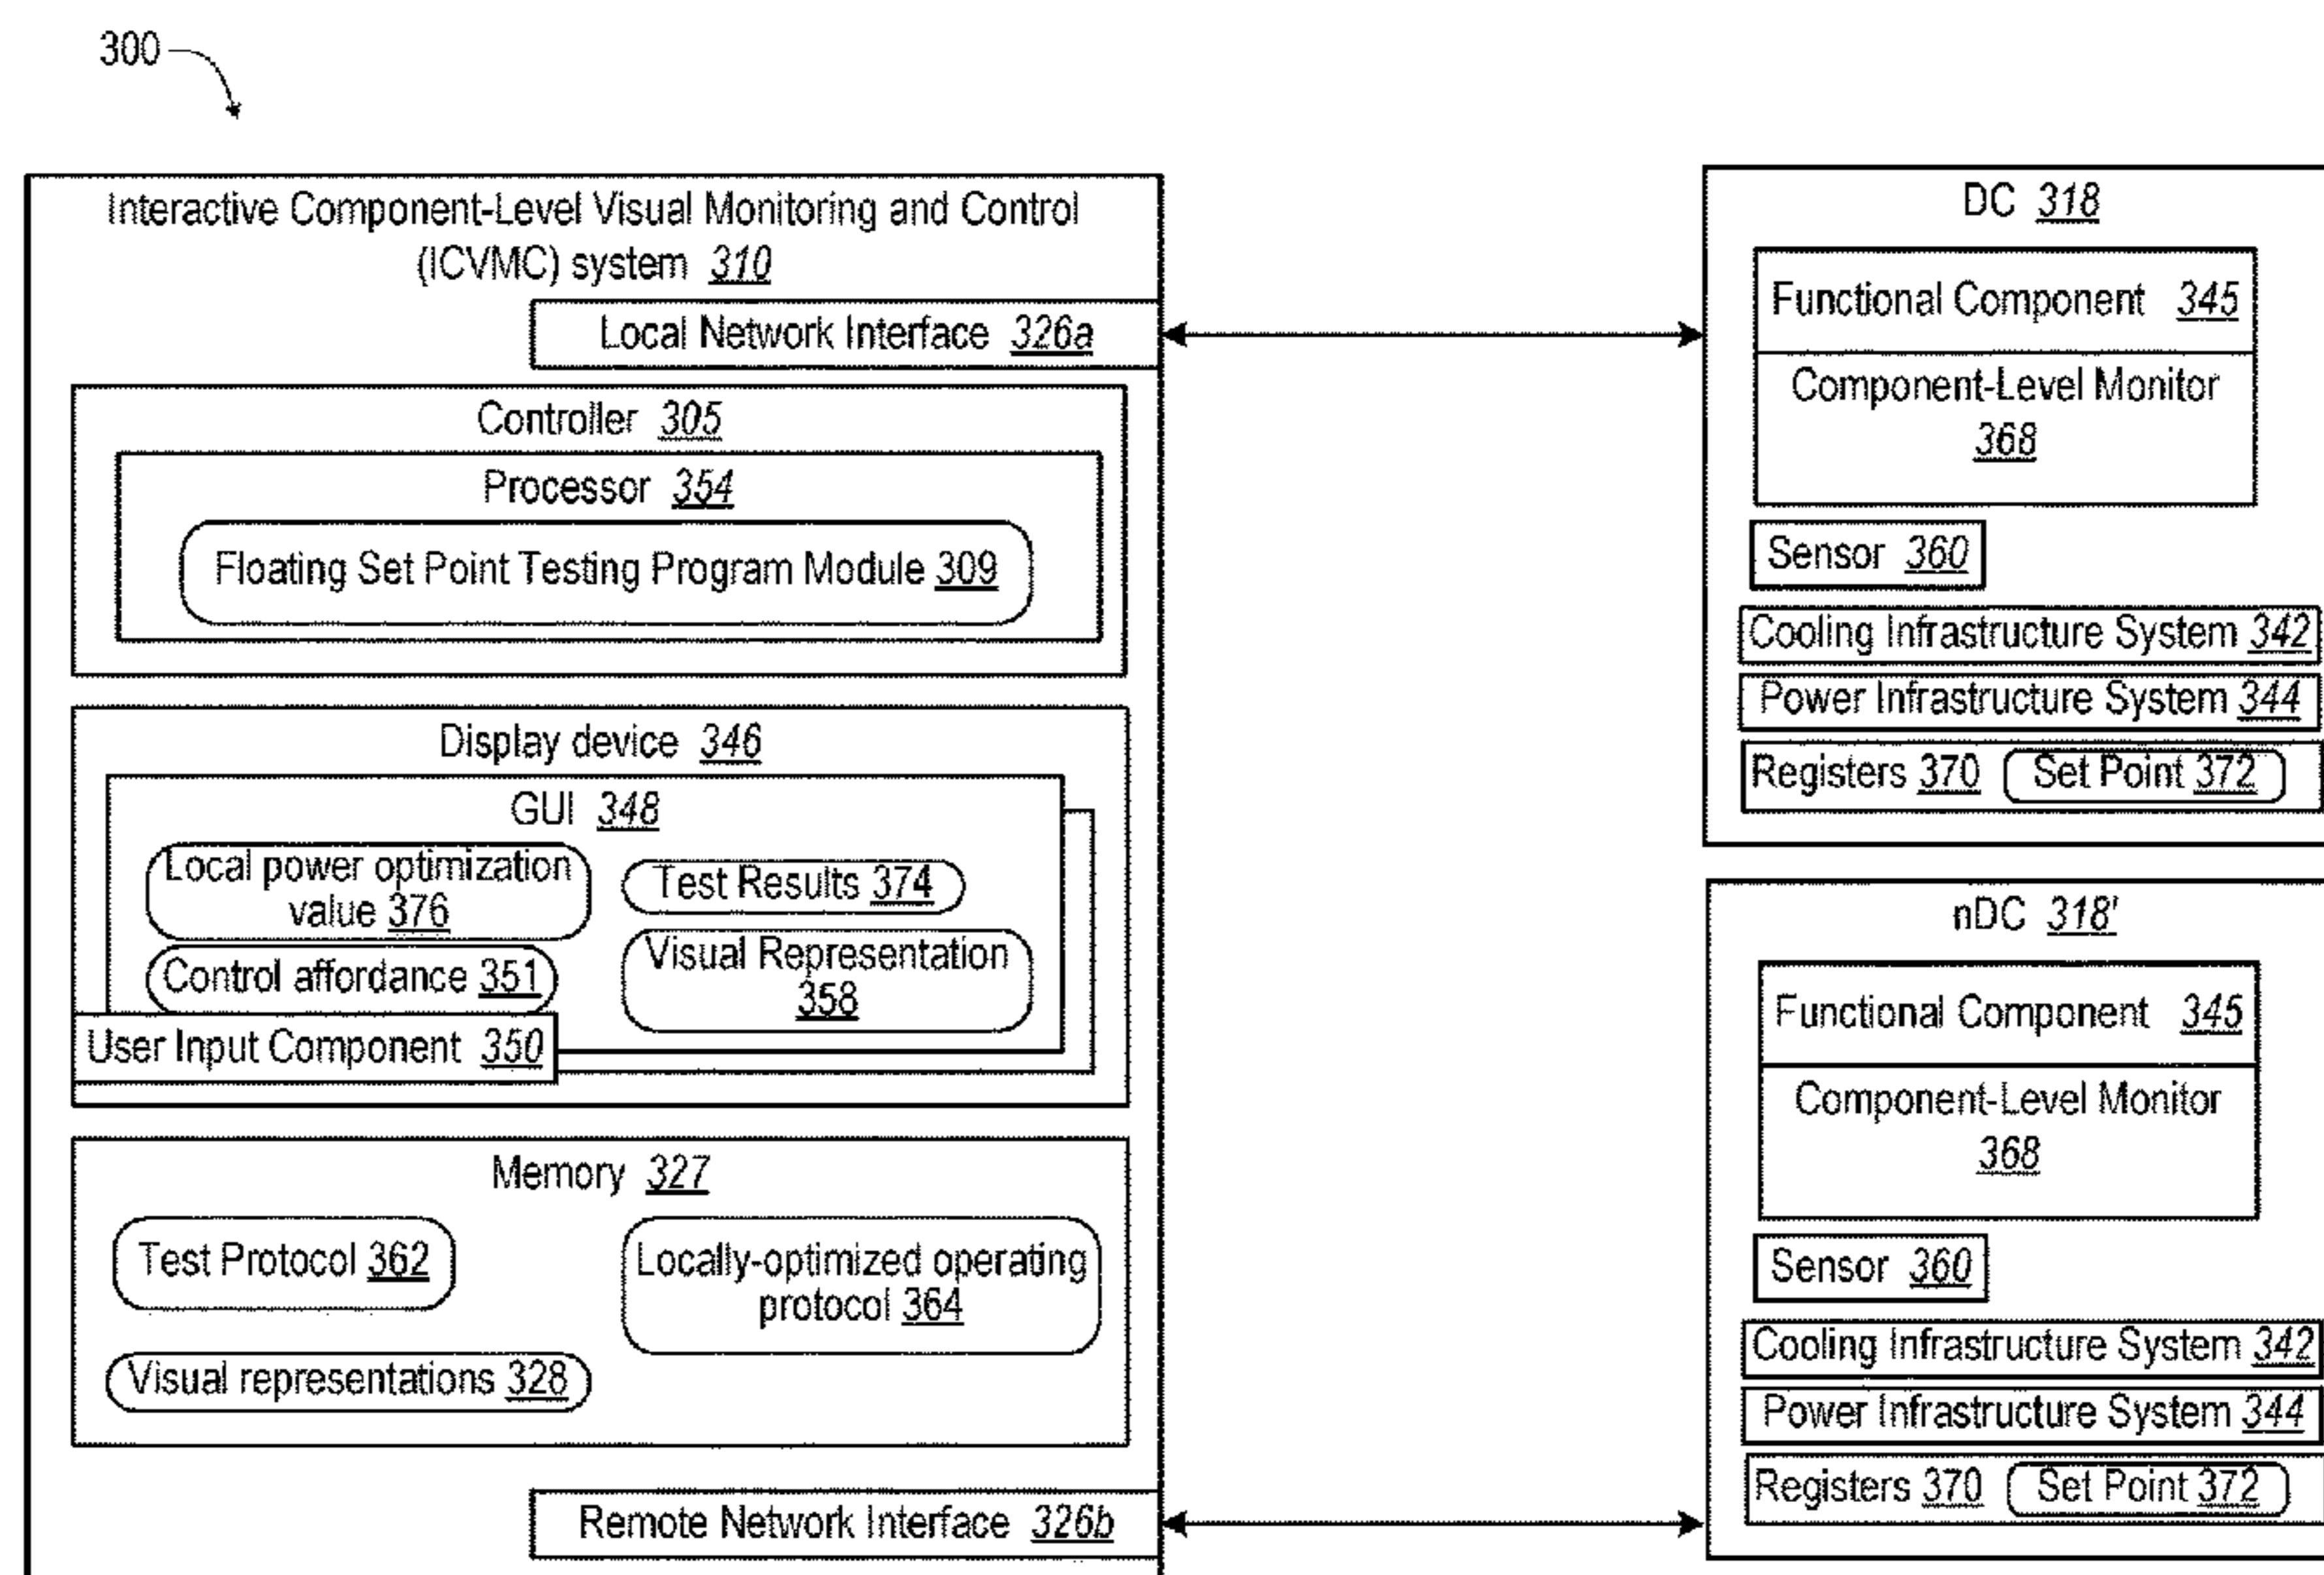 300
Interactive Component-Level Visual Monitoring and Control
(ICVMC) system 310
Local Network Interface 326a
Controller 305
Processor 354
Floating Set Point Testing Program Module 309
Display device 346
GUI 348
Local power optimization
value 376
Test Results 374
Control affordance 351
Visual Representation
358
User Input Component 350
Memory 327
Test Protocol 362
Locally-optimized operating
protocol 364
Visual representations 328
Remote Network Interface 326b
DC 318
Functional Component 345
Component-Level Monitor
368
Sensor 360
Cooling Infrastructure System 342
Power Infrastructure System 344
Registers 370 Set Point 372
nDC 318'
Functional Component 345
Component-Level Monitor
368
Sensor 360
Cooling Infrastructure System 342
Power Infrastructure System 344
Registers 370 Set Point 372